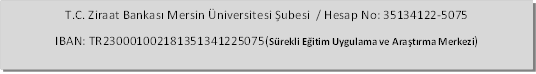 T.C. Ziraat Bankası Mersin Üniversitesi Şubesi / Hesap No: 35134122-5075
IBAN: TR230001002181351341225075(Sürekli Eğitim Uygulama ve Araştırma Merkezi)